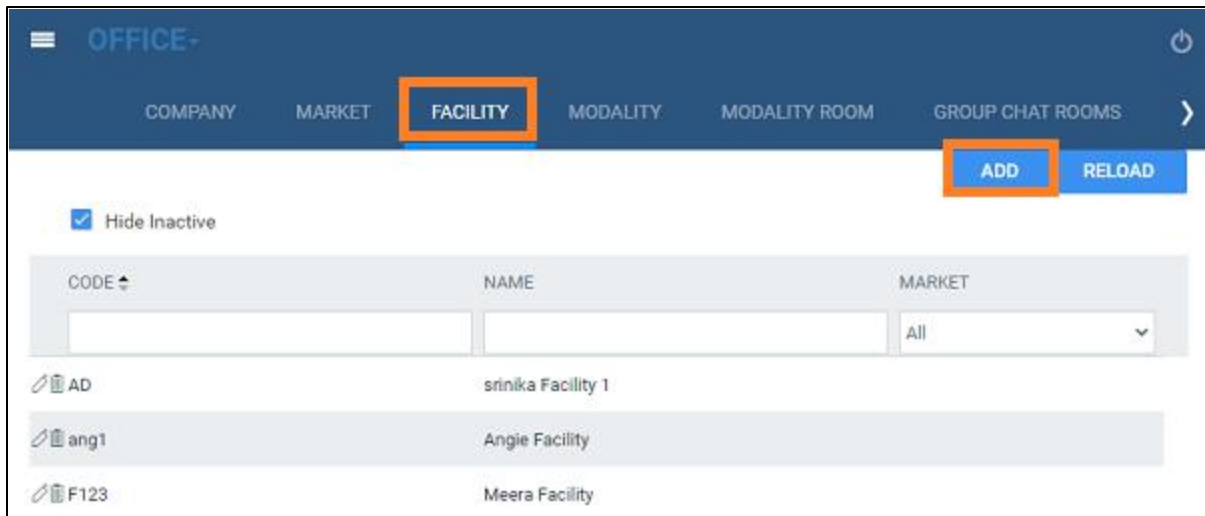 OFFICE-
COMPANY MARKET FACILITY MODALITY MODALITY ROOM GROUP CHAT ROOMS
ADD RELOAD
Hide Inactive
CODE NAME MARKET
All
AD srinika Facility 1
ang1 Angie Facility
F123 Meera Facility